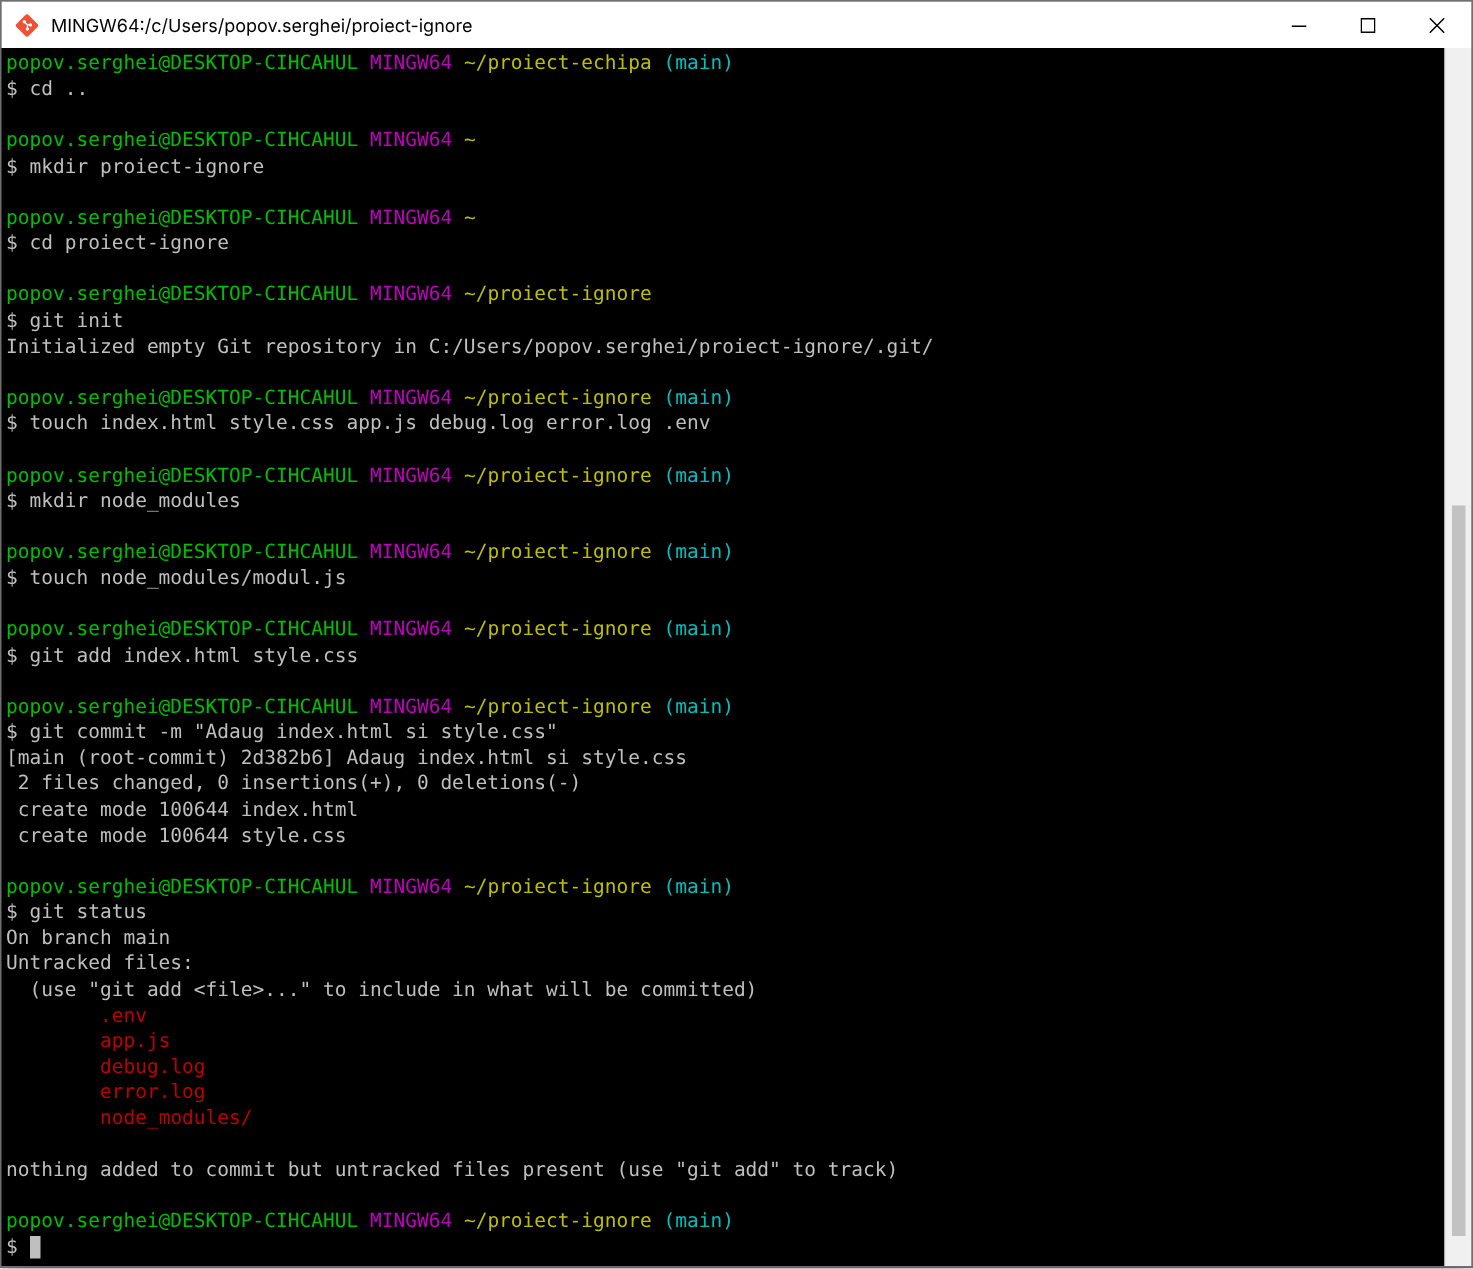 MINGW64:/c/Users/popov.serghei/proiect-ignore
popov.serghei@DESKTOP-CIHCAHUL MINGW64 ~/proiect-echipa (main)
$ cd ..
popov.serghei@DESKTOP-CIHCAHUL MINGW64 ~
$ mkdir proiect-ignore
popov.serghei@DESKTOP-CIHCAHUL MINGW64 ~
$ cd proiect-ignore
popov.serghei@DESKTOP-CIHCAHUL MINGW64 ~/proiect-ignore
$ git init
Initialized empty Git repository in C:/Users/popov.serghei/proiect-ignore/.git/
popov.serghei@DESKTOP-CIHCAHUL MINGW64 ~/proiect-ignore (main)
$ touch index.html style.css app.js debug.log error.log .env
popov.serghei@DESKTOP-CIHCAHUL MINGW64 ~/proiect-ignore (main)
$ mkdir node_modules
popov.serghei@DESKTOP-CIHCAHUL MINGW64 ~/proiect-ignore (main)
$ touch node_modules/modul.js
popov.serghei@DESKTOP-CIHCAHUL MINGW64 ~/proiect-ignore (main)
$ git add index.html style.css
popov.serghei@DESKTOP-CIHCAHUL MINGW64 ~/proiect-ignore (main)
$ git commit -m "Adaug index.html si style.css"
[main (root-commit) 2d382b6] Adaug index.html si style.css
2 files changed, 0 insertions(+), 0 deletions(-)
create mode 100644 index.html
create mode 100644 style.css
popov.serghei@DESKTOP-CIHCAHUL MINGW64 ~/proiect-ignore (main)
$ git status
On branch main
Untracked files:
(use "git add <file>..." to include in what will be committed)
.env
app.js
debug.log
error.log
node_modules/
nothing added to commit but untracked files present (use "git add" to track)
popov.serghei@DESKTOP-CIHCAHUL MINGW64 ~/proiect-ignore (main)
$